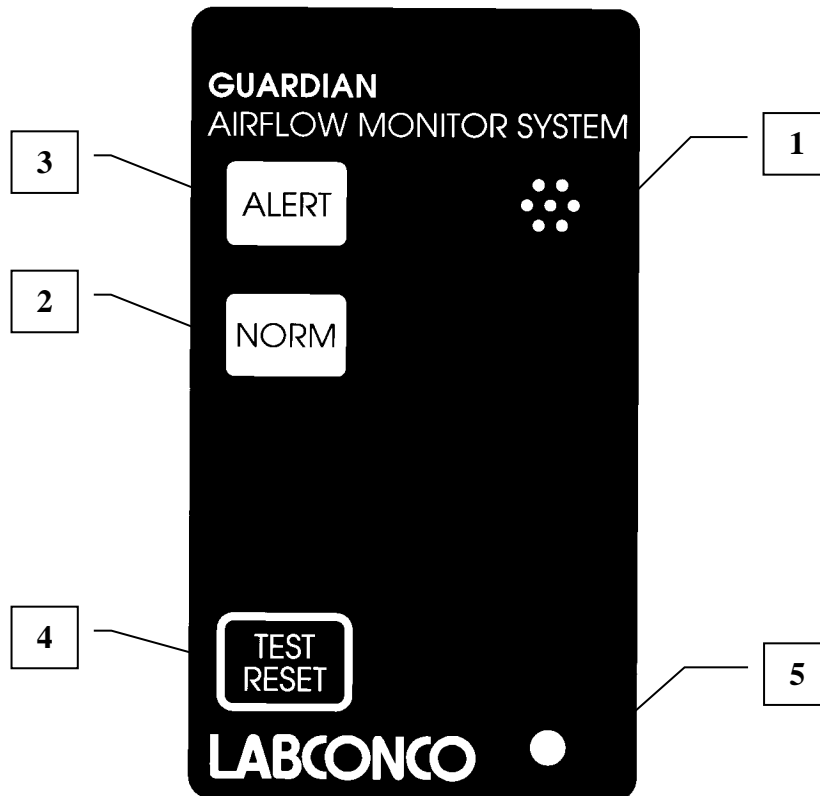 GUARDIAN
AIRFLOW MONITOR SYSTEM
3
ALERT
1
2
NORM
4
TEST
RESET
5
LABCONCO